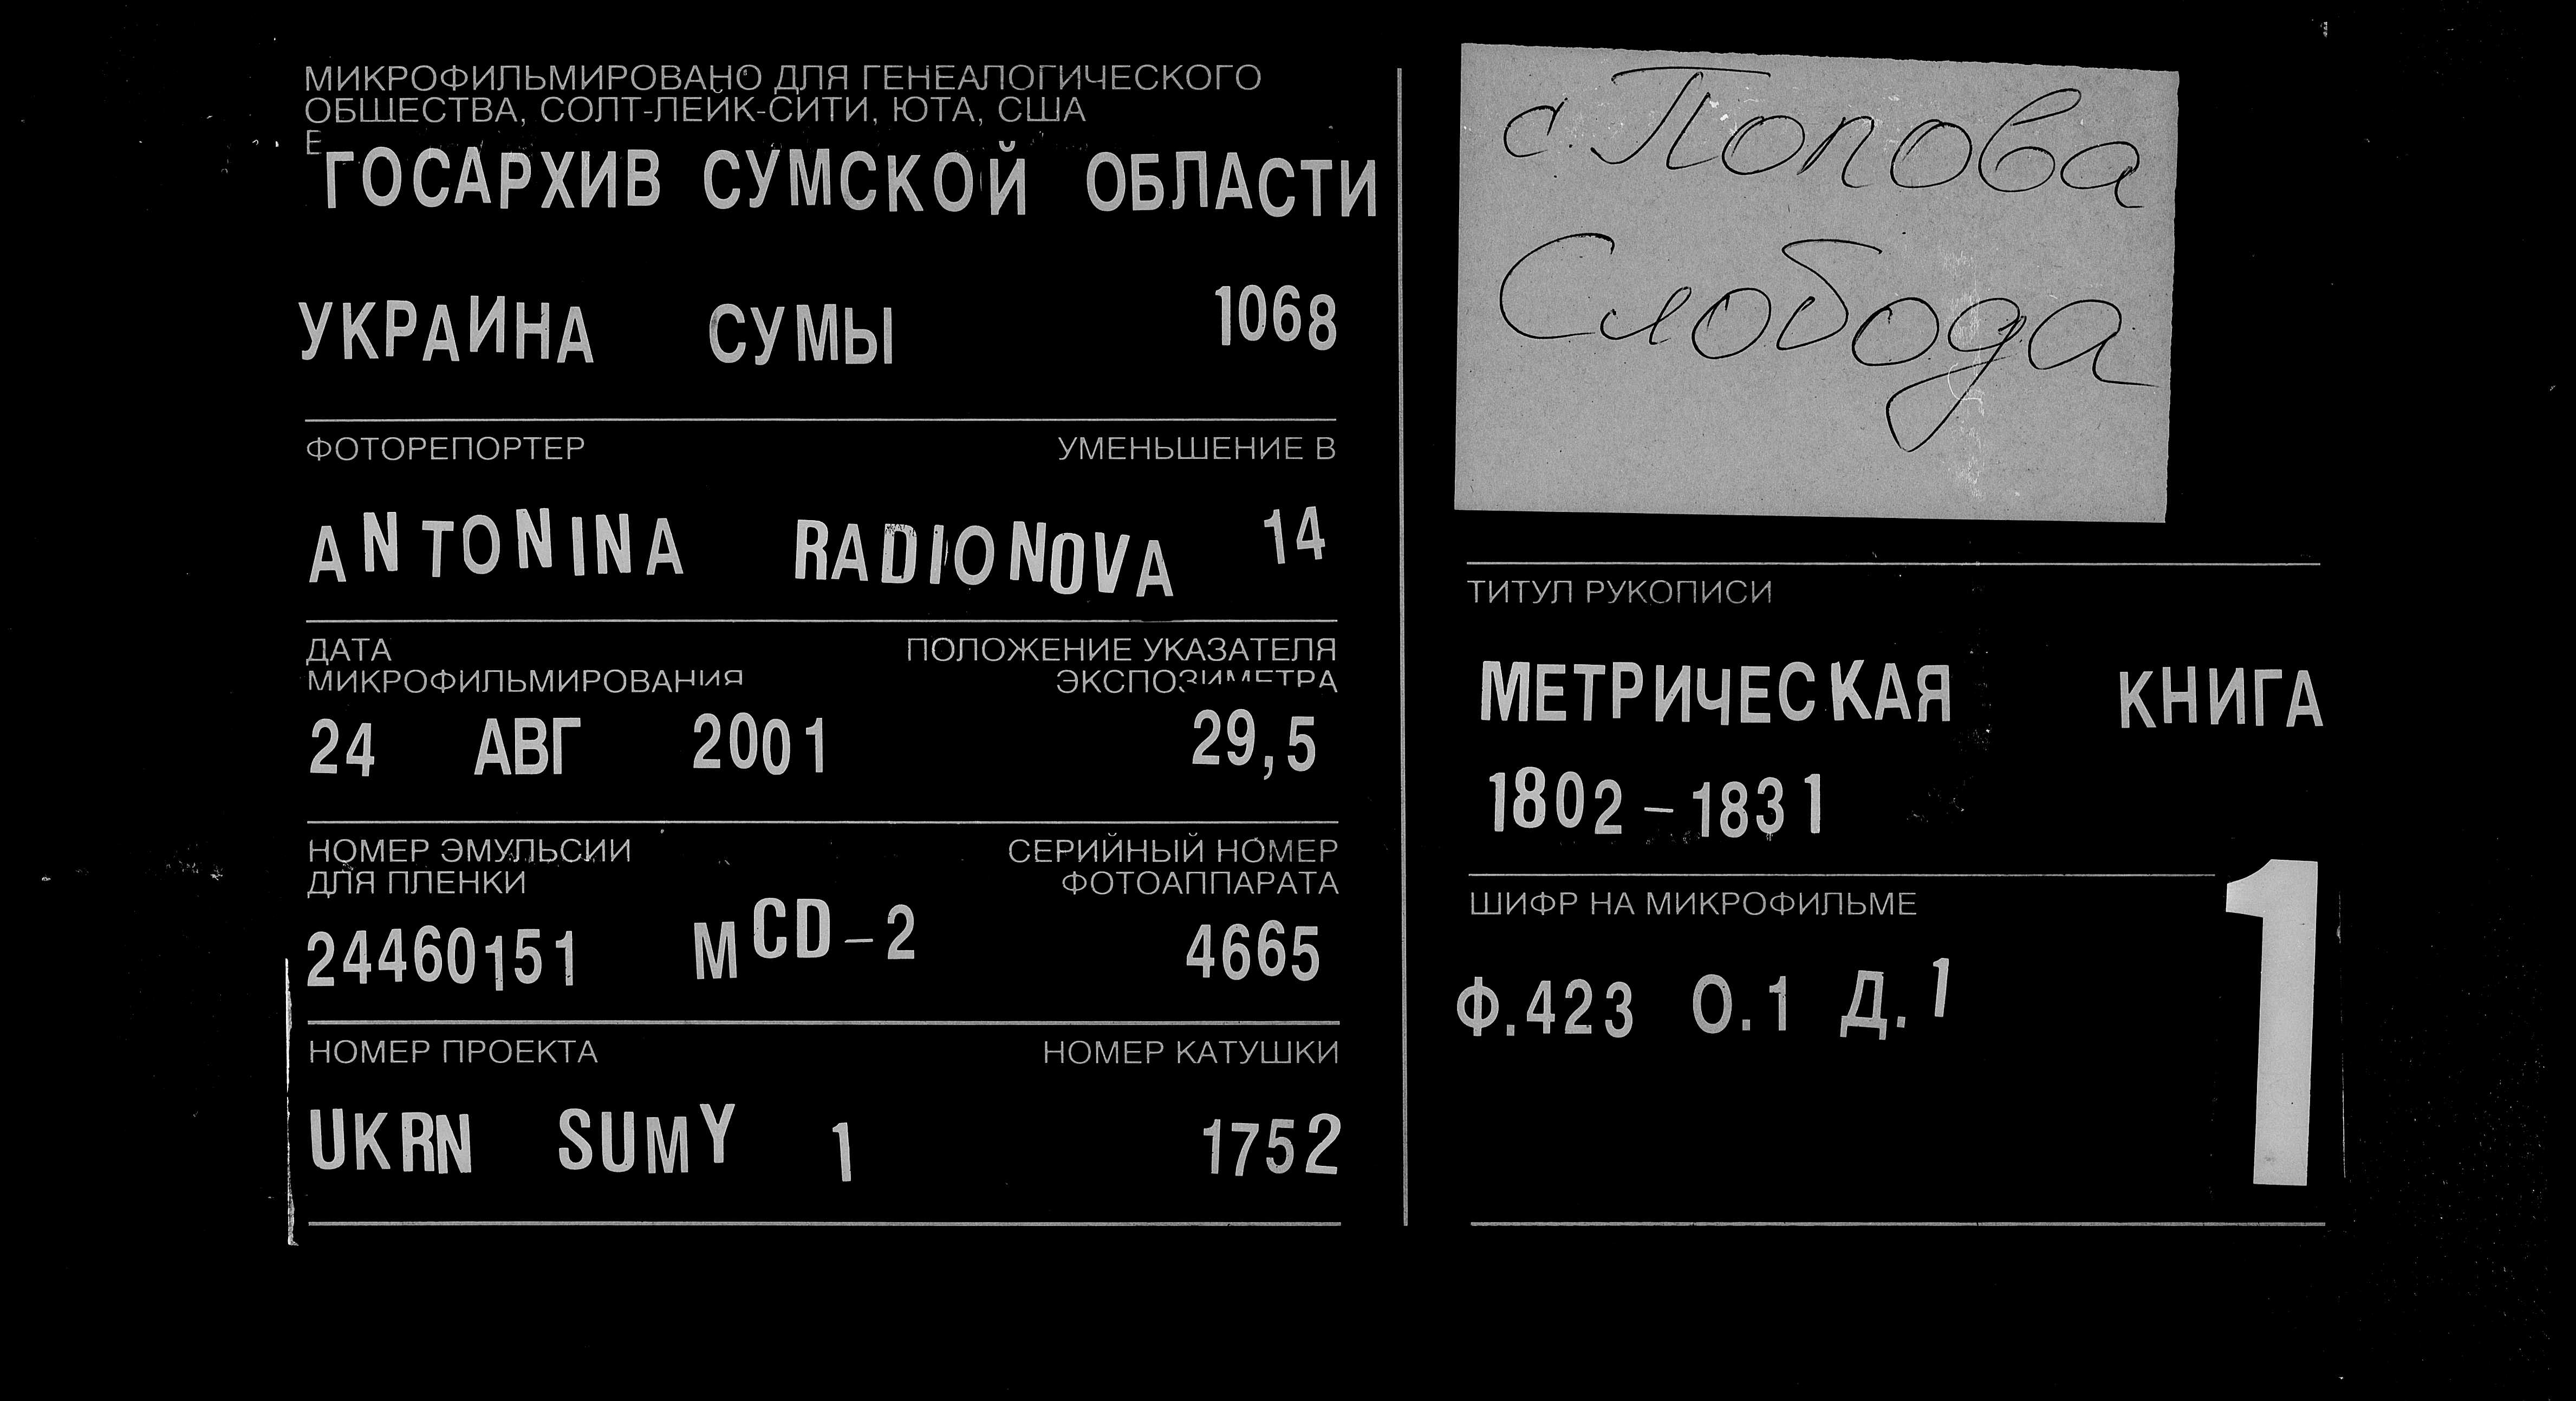 МИКРОФИЛЬМИРОВАНО ДЛЯ ГЕНЕАЛОГИЧЕСКОГО
ОБЩЕСТВА, СОЛТ-ЛЕЙК-СИТИ, ЮТА, США
Е
ГОСАРХИВ СУМСКОЙ ОБЛАСТИ
УКРАИНА СУМЫ 1068
ФОТОРЕПОРТЕР УМЕНЬШЕНИЕ В
ANTONINA RADIONOVA 14
ДАТА ПОЛОЖЕНИЕ УКАЗАТЕЛЯ
МИКРОФИЛЬМИРОВАНИЯ ЭКСПОЗИМЕТРА
24 АВГ 2001 29,5
НОМЕР ЭМУЛЬСИИ СЕРИЙНЫЙ НОМЕР
ДЛЯ ПЛЕНКИ ФОТОАППАРАТА
24460151 MCD-2 4665
НОМЕР ПРОЕКТА НОМЕР КАТУШКИ
UKRN SUMY 1 1752
с. Попова
Слобода
ТИТУЛ РУКОПИСИ
МЕТРИЧЕСКАЯ КНИГА
1802-1831
ШИФР НА МИКРОФИЛЬМЕ
Ф.423 О.1 Д.1
1